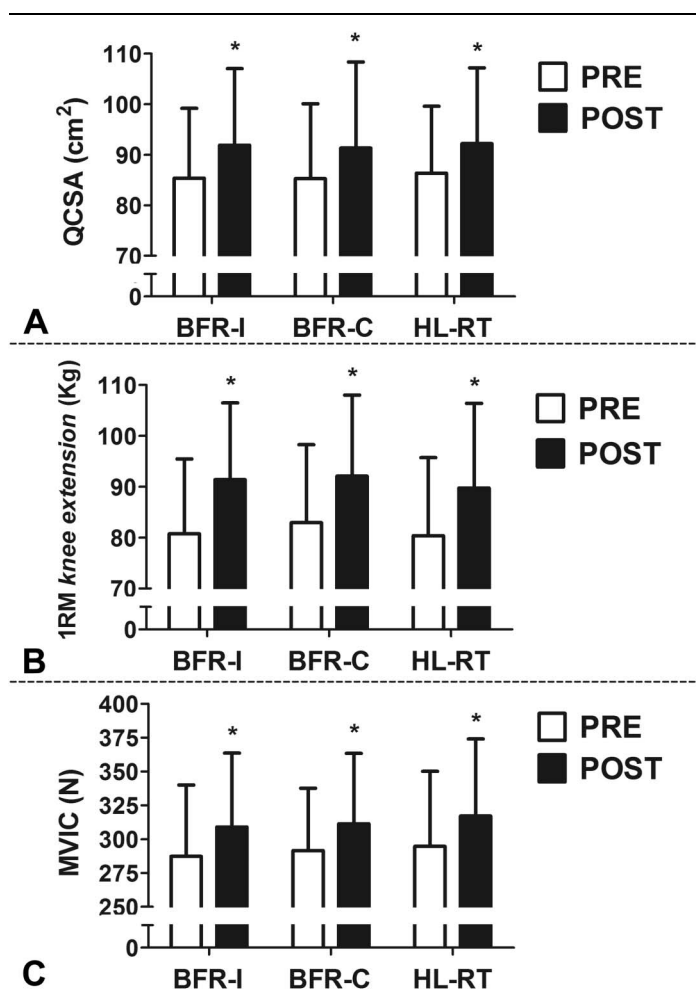 QCSA (cm²)
110
100
90
80
70
0
* * *
PRE
POST
BFR-I BFR-C HL-RT
A
1RM knee extension (Kg)
110
100
90
80
70
0
* * *
PRE
POST
BFR-I BFR-C HL-RT
B
MVIC (N)
400
375
350
325
300
275
250
0
* * *
PRE
POST
BFR-I BFR-C HL-RT
C